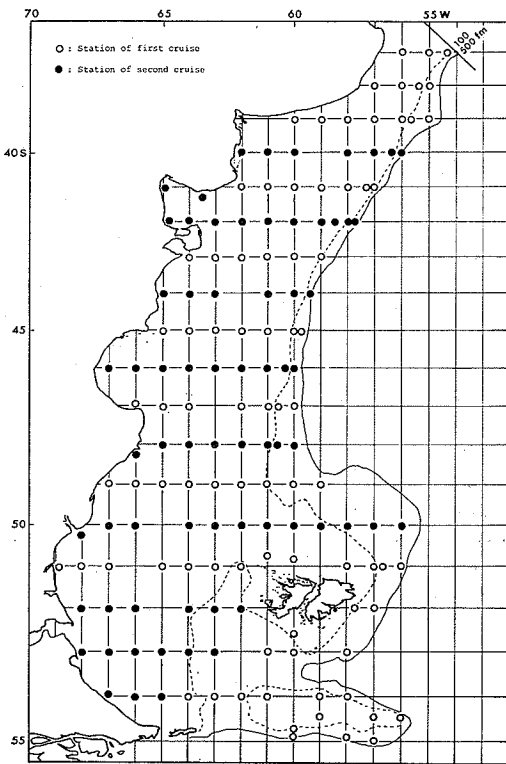 70 65 60 55 W
○ : Station of first cruise
● : Station of second cruise
100
500 fm
40S
45
50
55